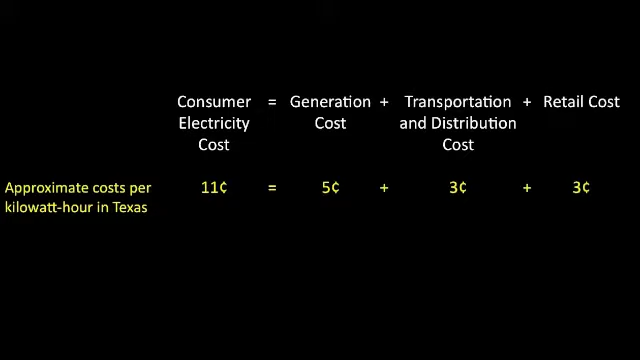 Consumer = Generation + Transportation + Retail Cost
Electricity Cost and Distribution
Cost Cost
Approximate costs per 11¢ = 5¢ + 3¢ + 3¢
kilowatt-hour in Texas